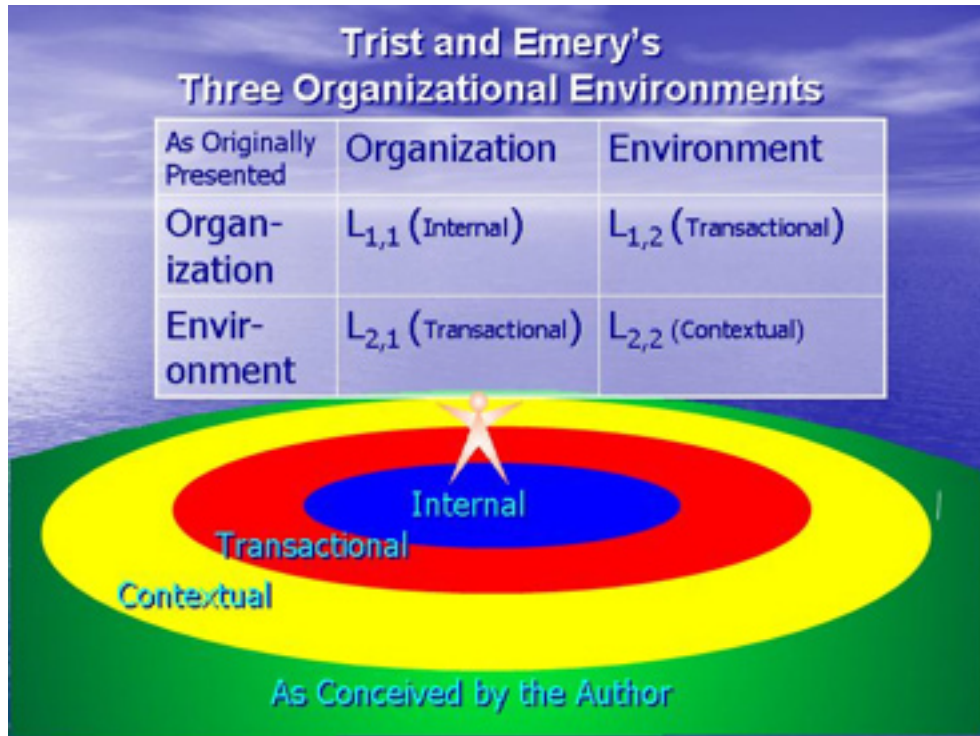 Trist and Emery's
Three Organizational Environments
As Originally
Presented
Organization
Environment
Organ-
ization
L1,1 (Internal)
L1,2 (Transactional)
Envir-
onment
L2,1 (Transactional)
L2,2 (Contextual)
Internal
Transactional
Contextual
As Conceived by the Author